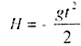 H = - gt²/2